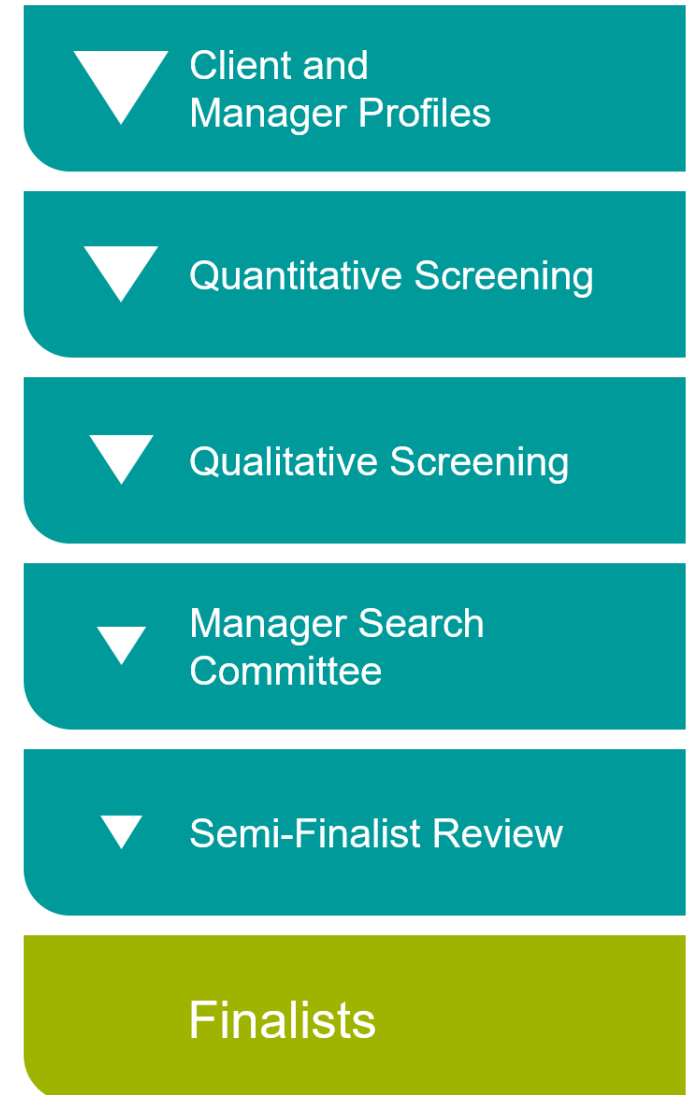 Client and
Manager Profiles
Quantitative Screening
Qualitative Screening
Manager Search
Committee
Semi-Finalist Review
Finalists